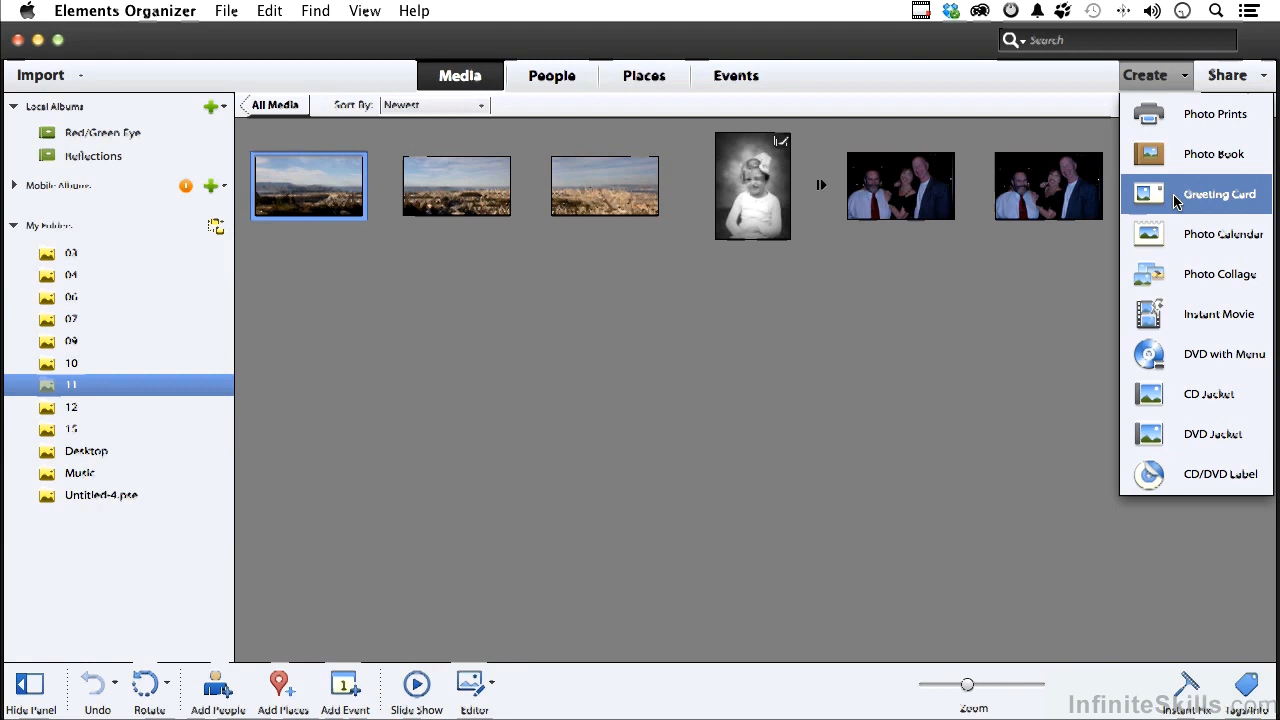 Elements Organizer File Edit Find View Help
Search
Import Media People Places Events Create Share
Local Albums
All Media Sort By: Newest
Red/Green Eye
Reflections
Mobile Albums
My Folders
03
04
06
07
09
10
11
12
15
Desktop
Music
Untitled-4.pse
Photo Prints
Photo Book
Greeting Card
Photo Calendar
Photo Collage
Instant Movie
DVD with Menu
CD Jacket
DVD Jacket
CD/DVD Label
Hide Panel Undo Rotate Add People Add Places Add Event Slide Show Editor Zoom Instant Fix Tags/Info
InfiniteSkills.com